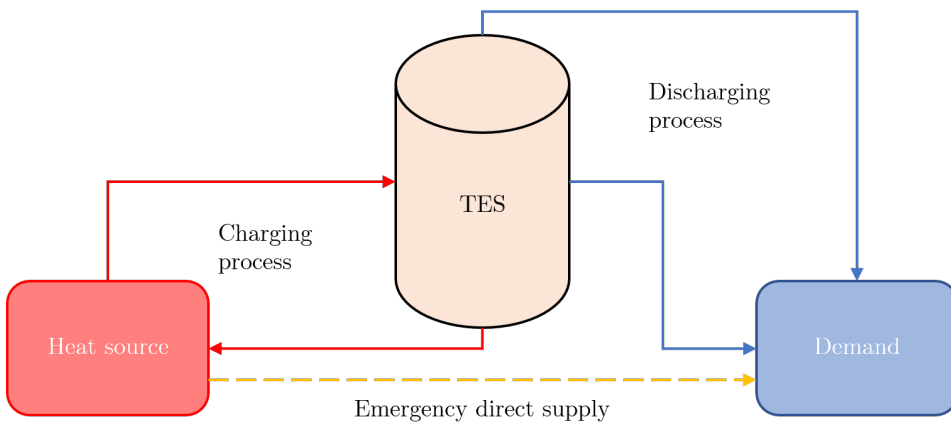 Discharging
process
TES
Charging
process
Heat source
Demand
Emergency direct supply